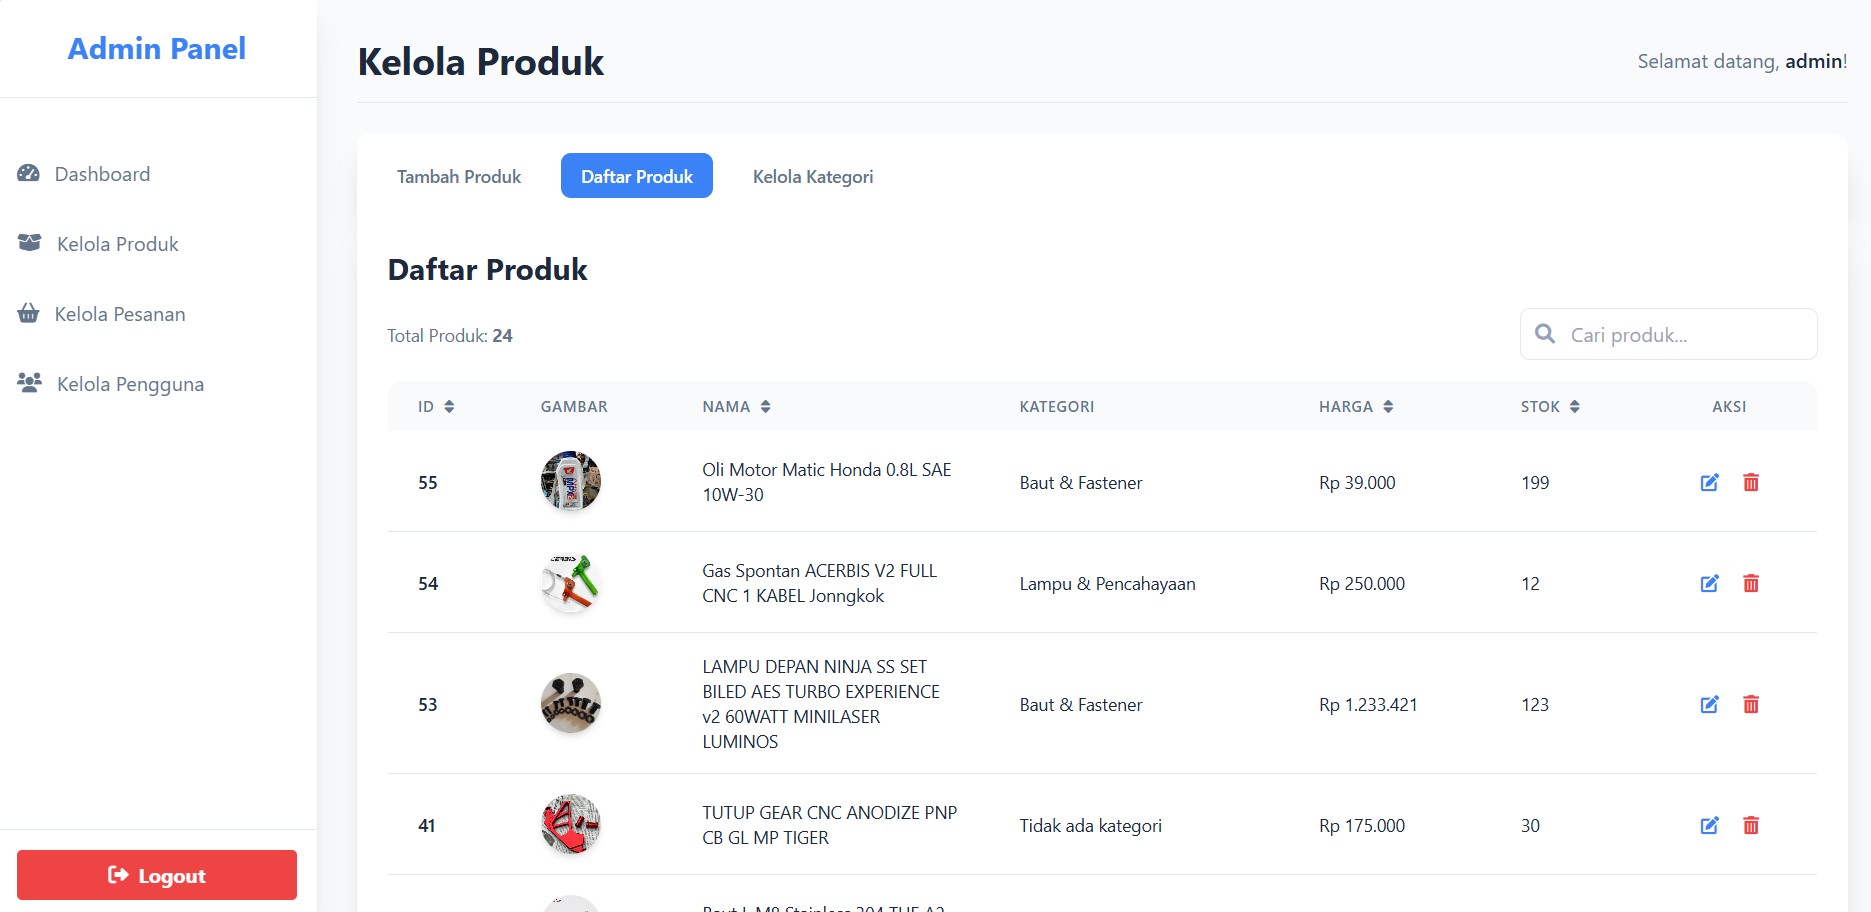 Admin Panel
Dashboard
Kelola Produk
Kelola Pesanan
Kelola Pengguna
Logout
Kelola Produk
Selamat datang, admin!
Tambah Produk
Daftar Produk
Kelola Kategori
Daftar Produk
Total Produk: 24
Cari produk...
ID
GAMBAR
NAMA
KATEGORI
HARGA
STOK
AKSI
55
Oli Motor Matic Honda 0.8L SAE
10W-30
Baut & Fastener
Rp 39.000
199
54
Gas Spontan ACERBIS V2 FULL
CNC 1 KABEL Jonngkok
Lampu & Pencahayaan
Rp 250.000
12
53
LAMPU DEPAN NINJA SS SET
BILED AES TURBO EXPERIENCE
v2 60WATT MINILASER
LUMINOS
Baut & Fastener
Rp 1.233.421
123
41
TUTUP GEAR CNC ANODIZE PNP
CB GL MP TIGER
Tidak ada kategori
Rp 175.000
30